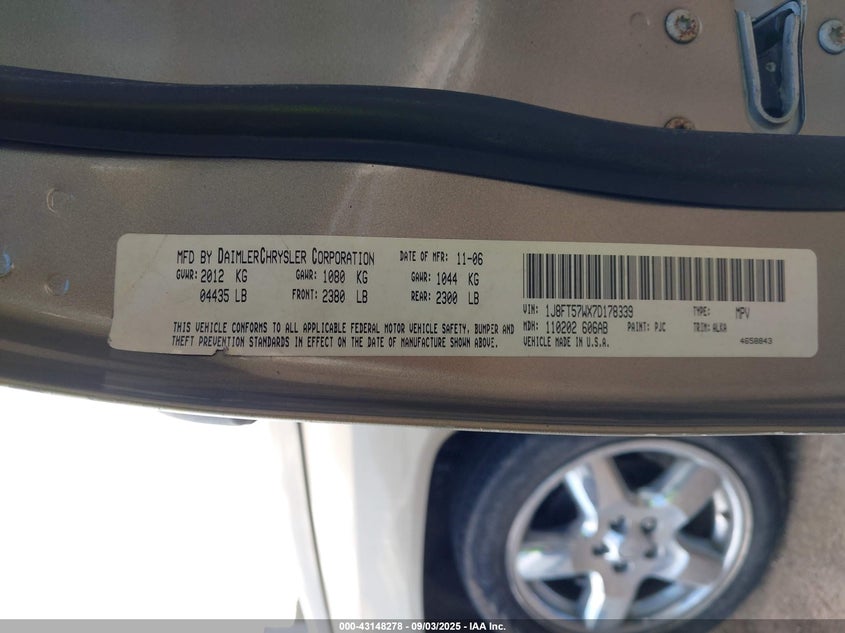 MFD BY DAIMLERCHRYSLER CORPORATION DATE OF MFR: 11-06
GVWR: 2012 KG GAWR: 1080 KG GAWR: 1044 KG
04435 LB FRONT: 2380 LB REAR: 2300 LB
THIS VEHICLE CONFORMS TO ALL APPLICABLE FEDERAL MOTOR VEHICLE SAFETY, BUMPER AND
THEFT PREVENTION STANDARDS IN EFFECT ON THE DATE OF MANUFACTURE SHOWN ABOVE.
VIN: 1J8FT57WX7D178339 TYPE: MPV
MDH: 110202 606AB PAINT: PJC TRIM: ALKA
VEHICLE MADE IN U.S.A. 4658843
000-43148278 - 09/03/2025 - IAA Inc.